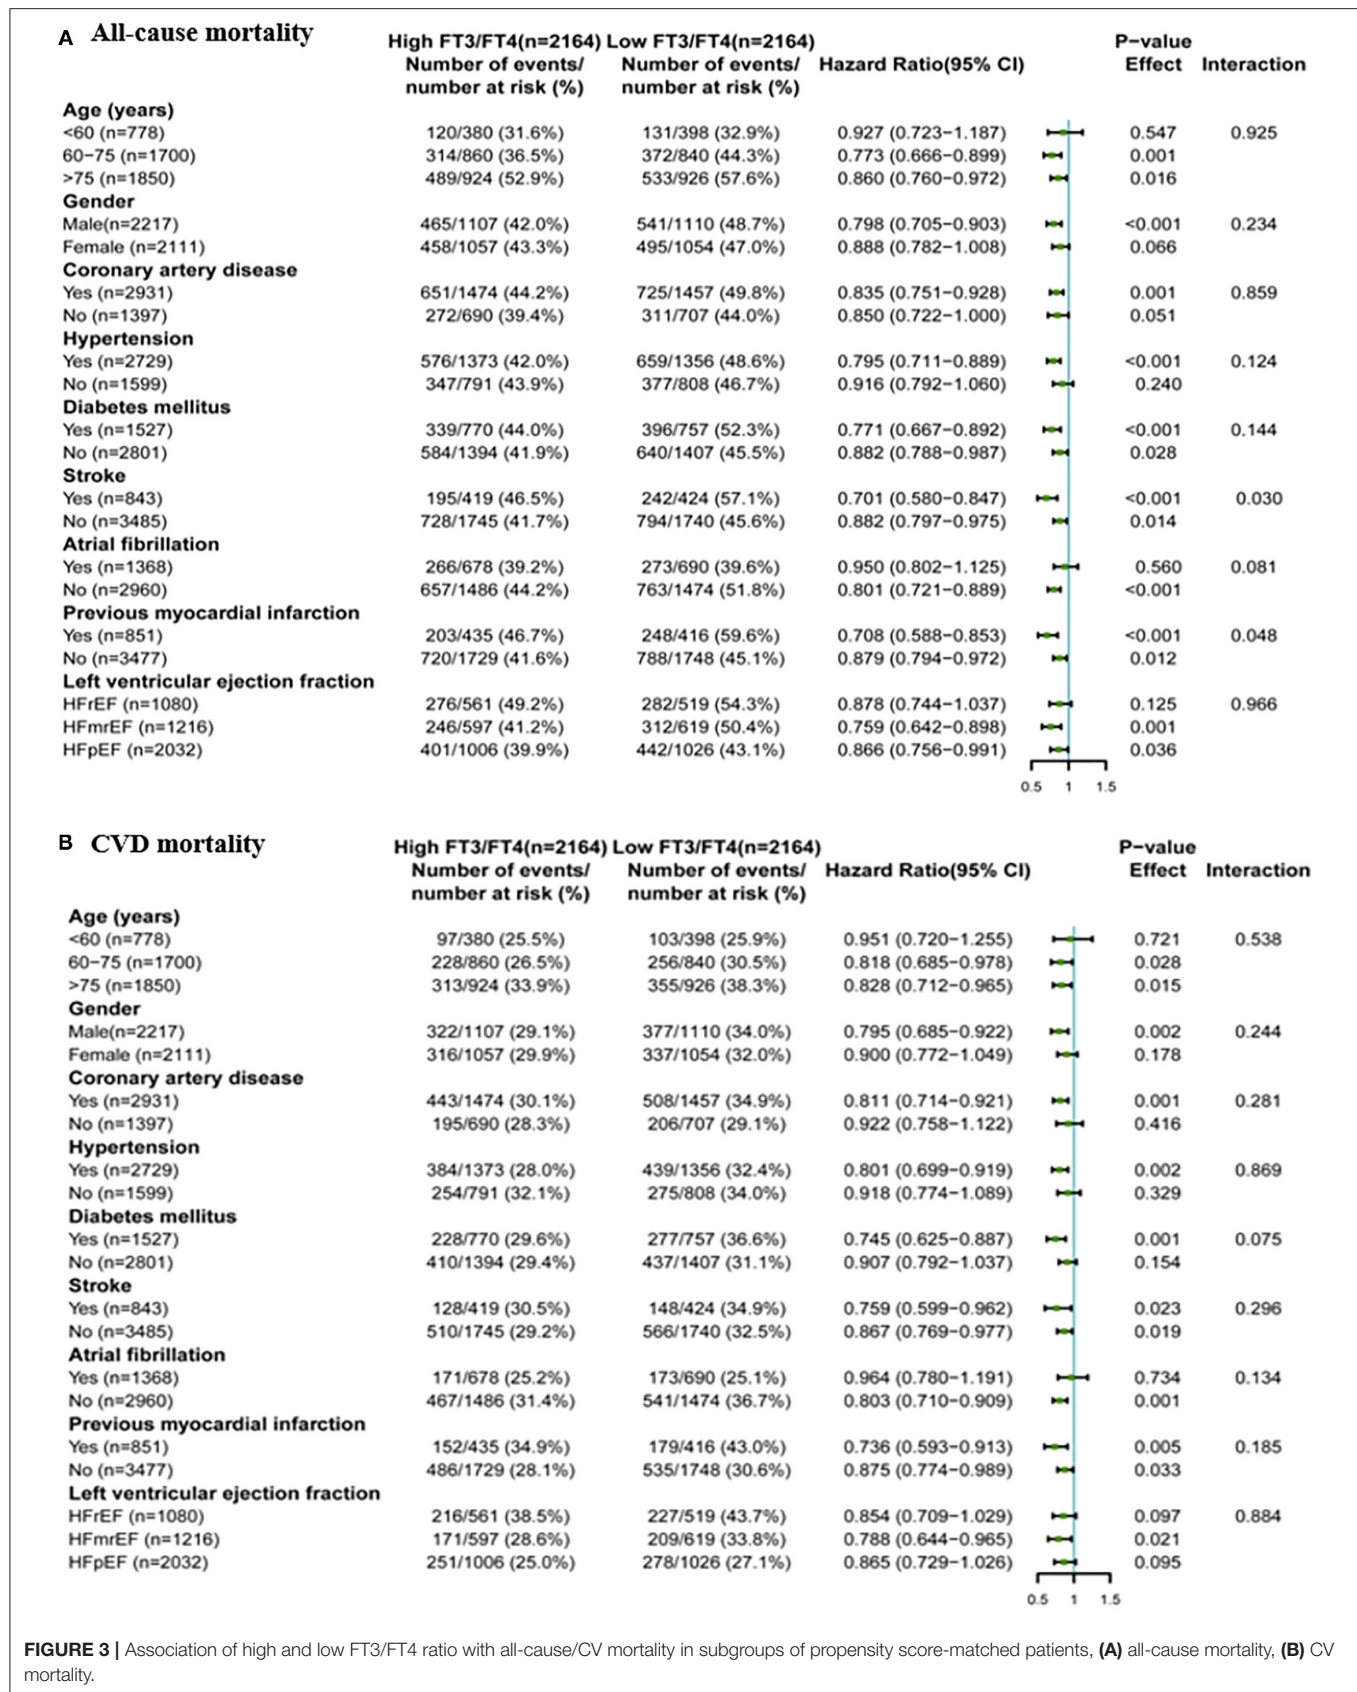 A All-cause mortality
High FT3/FT4(n=2164) Low FT3/FT4(n=2164) P−value
Number of events/ Number of events/ Hazard Ratio(95% CI) Effect Interaction
number at risk (%) number at risk (%)
Age (years)
<60 (n=778) 120/380 (31.6%) 131/398 (32.9%) 0.927 (0.723−1.187) 0.547 0.925
60−75 (n=1700) 314/860 (36.5%) 372/840 (44.3%) 0.773 (0.666−0.899) 0.001
>75 (n=1850) 489/924 (52.9%) 533/926 (57.6%) 0.860 (0.760−0.972) 0.016
Gender
Male(n=2217) 465/1107 (42.0%) 541/1110 (48.7%) 0.798 (0.705−0.903) <0.001 0.234
Female (n=2111) 458/1057 (43.3%) 495/1054 (47.0%) 0.888 (0.782−1.008) 0.066
Coronary artery disease
Yes (n=2931) 651/1474 (44.2%) 725/1457 (49.8%) 0.835 (0.751−0.928) 0.001 0.859
No (n=1397) 272/690 (39.4%) 311/707 (44.0%) 0.850 (0.722−1.000) 0.051
Hypertension
Yes (n=2729) 576/1373 (42.0%) 659/1356 (48.6%) 0.795 (0.711−0.889) <0.001 0.124
No (n=1599) 347/791 (43.9%) 377/808 (46.7%) 0.916 (0.792−1.060) 0.240
Diabetes mellitus
Yes (n=1527) 339/770 (44.0%) 396/757 (52.3%) 0.771 (0.667−0.892) <0.001 0.144
No (n=2801) 584/1394 (41.9%) 640/1407 (45.5%) 0.882 (0.788−0.987) 0.028
Stroke
Yes (n=843) 195/419 (46.5%) 242/424 (57.1%) 0.701 (0.580−0.847) <0.001 0.030
No (n=3485) 728/1745 (41.7%) 794/1740 (45.6%) 0.882 (0.797−0.975) 0.014
Atrial fibrillation
Yes (n=1368) 266/678 (39.2%) 273/690 (39.6%) 0.950 (0.802−1.125) 0.560 0.081
No (n=2960) 657/1486 (44.2%) 763/1474 (51.8%) 0.801 (0.721−0.889) <0.001
Previous myocardial infarction
Yes (n=851) 203/435 (46.7%) 248/416 (59.6%) 0.708 (0.588−0.853) <0.001 0.048
No (n=3477) 720/1729 (41.6%) 788/1748 (45.1%) 0.879 (0.794−0.972) 0.012
Left ventricular ejection fraction
HFrEF (n=1080) 276/561 (49.2%) 282/519 (54.3%) 0.878 (0.744−1.037) 0.125 0.966
HFmrEF (n=1216) 246/597 (41.2%) 312/619 (50.4%) 0.759 (0.642−0.898) 0.001
HFpEF (n=2032) 401/1006 (39.9%) 442/1026 (43.1%) 0.866 (0.756−0.991) 0.036
0.5 1 1.5
B CVD mortality
High FT3/FT4(n=2164) Low FT3/FT4(n=2164) P−value
Number of events/ Number of events/ Hazard Ratio(95% CI) Effect Interaction
number at risk (%) number at risk (%)
Age (years)
<60 (n=778) 97/380 (25.5%) 103/398 (25.9%) 0.951 (0.720−1.255) 0.721 0.538
60−75 (n=1700) 228/860 (26.5%) 256/840 (30.5%) 0.818 (0.685−0.978) 0.028
>75 (n=1850) 313/924 (33.9%) 355/926 (38.3%) 0.828 (0.712−0.965) 0.015
Gender
Male(n=2217) 322/1107 (29.1%) 377/1110 (34.0%) 0.795 (0.685−0.922) 0.002 0.244
Female (n=2111) 316/1057 (29.9%) 337/1054 (32.0%) 0.900 (0.772−1.049) 0.178
Coronary artery disease
Yes (n=2931) 443/1474 (30.1%) 508/1457 (34.9%) 0.811 (0.714−0.921) 0.001 0.281
No (n=1397) 195/690 (28.3%) 206/707 (29.1%) 0.922 (0.758−1.122) 0.416
Hypertension
Yes (n=2729) 384/1373 (28.0%) 439/1356 (32.4%) 0.801 (0.699−0.919) 0.002 0.869
No (n=1599) 254/791 (32.1%) 275/808 (34.0%) 0.918 (0.774−1.089) 0.329
Diabetes mellitus
Yes (n=1527) 228/770 (29.6%) 277/757 (36.6%) 0.745 (0.625−0.887) 0.001 0.075
No (n=2801) 410/1394 (29.4%) 437/1407 (31.1%) 0.907 (0.792−1.037) 0.154
Stroke
Yes (n=843) 128/419 (30.5%) 148/424 (34.9%) 0.759 (0.599−0.962) 0.023 0.296
No (n=3485) 510/1745 (29.2%) 566/1740 (32.5%) 0.867 (0.769−0.977) 0.019
Atrial fibrillation
Yes (n=1368) 171/678 (25.2%) 173/690 (25.1%) 0.964 (0.780−1.191) 0.734 0.134
No (n=2960) 467/1486 (31.4%) 541/1474 (36.7%) 0.803 (0.710−0.909) 0.001
Previous myocardial infarction
Yes (n=851) 152/435 (34.9%) 179/416 (43.0%) 0.736 (0.593−0.913) 0.005 0.185
No (n=3477) 486/1729 (28.1%) 535/1748 (30.6%) 0.875 (0.774−0.989) 0.033
Left ventricular ejection fraction
HFrEF (n=1080) 216/561 (38.5%) 227/519 (43.7%) 0.854 (0.709−1.029) 0.097 0.884
HFmrEF (n=1216) 171/597 (28.6%) 209/619 (33.8%) 0.788 (0.644−0.965) 0.021
HFpEF (n=2032) 251/1006 (25.0%) 278/1026 (27.1%) 0.865 (0.729−1.026) 0.095
0.5 1 1.5
FIGURE 3 | Association of high and low FT3/FT4 ratio with all-cause/CV mortality in subgroups of propensity score-matched patients, (A) all-cause mortality, (B) CV
mortality.